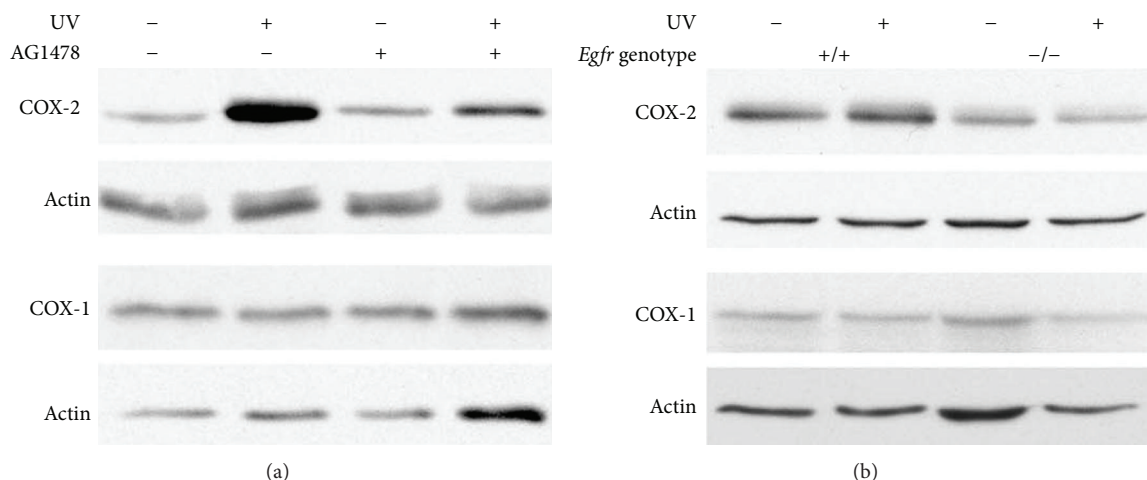 UV − + − +
AG1478 − − + +
COX-2
Actin
COX-1
Actin
(a)
UV − + − +
Egfr genotype +/+ −/−
COX-2
Actin
COX-1
Actin
(b)